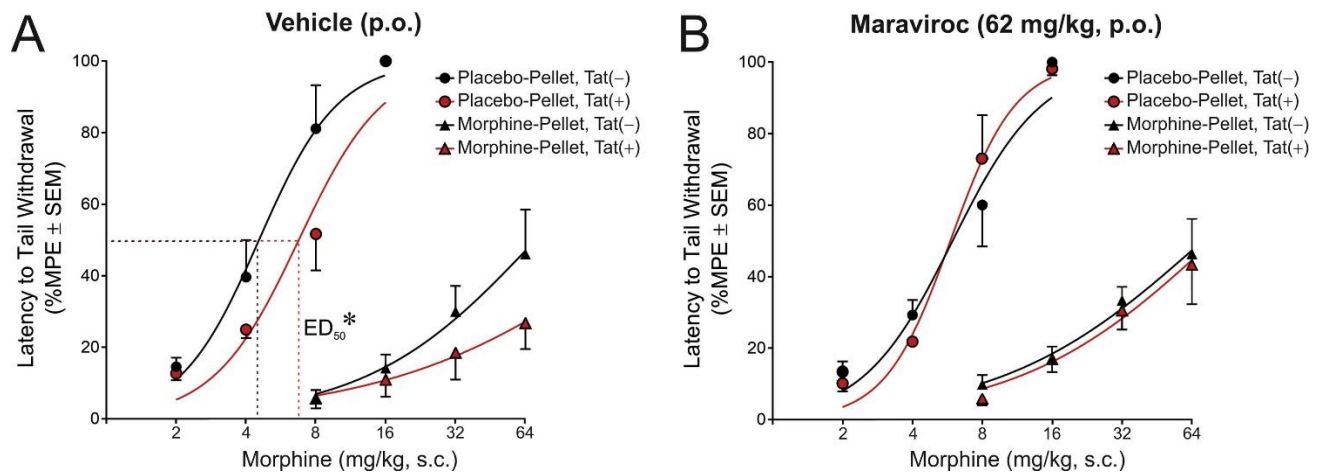 A
Vehicle (p.o.)
Latency to Tail Withdrawal
(%MPE ± SEM)
100
80
60
40
20
0
Placebo-Pellet, Tat(−)
Placebo-Pellet, Tat(+)
Morphine-Pellet, Tat(−)
Morphine-Pellet, Tat(+)
ED50*
2 4 8 16 32 64
Morphine (mg/kg, s.c.)
B
Maraviroc (62 mg/kg, p.o.)
Latency to Tail Withdrawal
(%MPE ± SEM)
100
80
60
40
20
0
Placebo-Pellet, Tat(−)
Placebo-Pellet, Tat(+)
Morphine-Pellet, Tat(−)
Morphine-Pellet, Tat(+)
2 4 8 16 32 64
Morphine (mg/kg, s.c.)